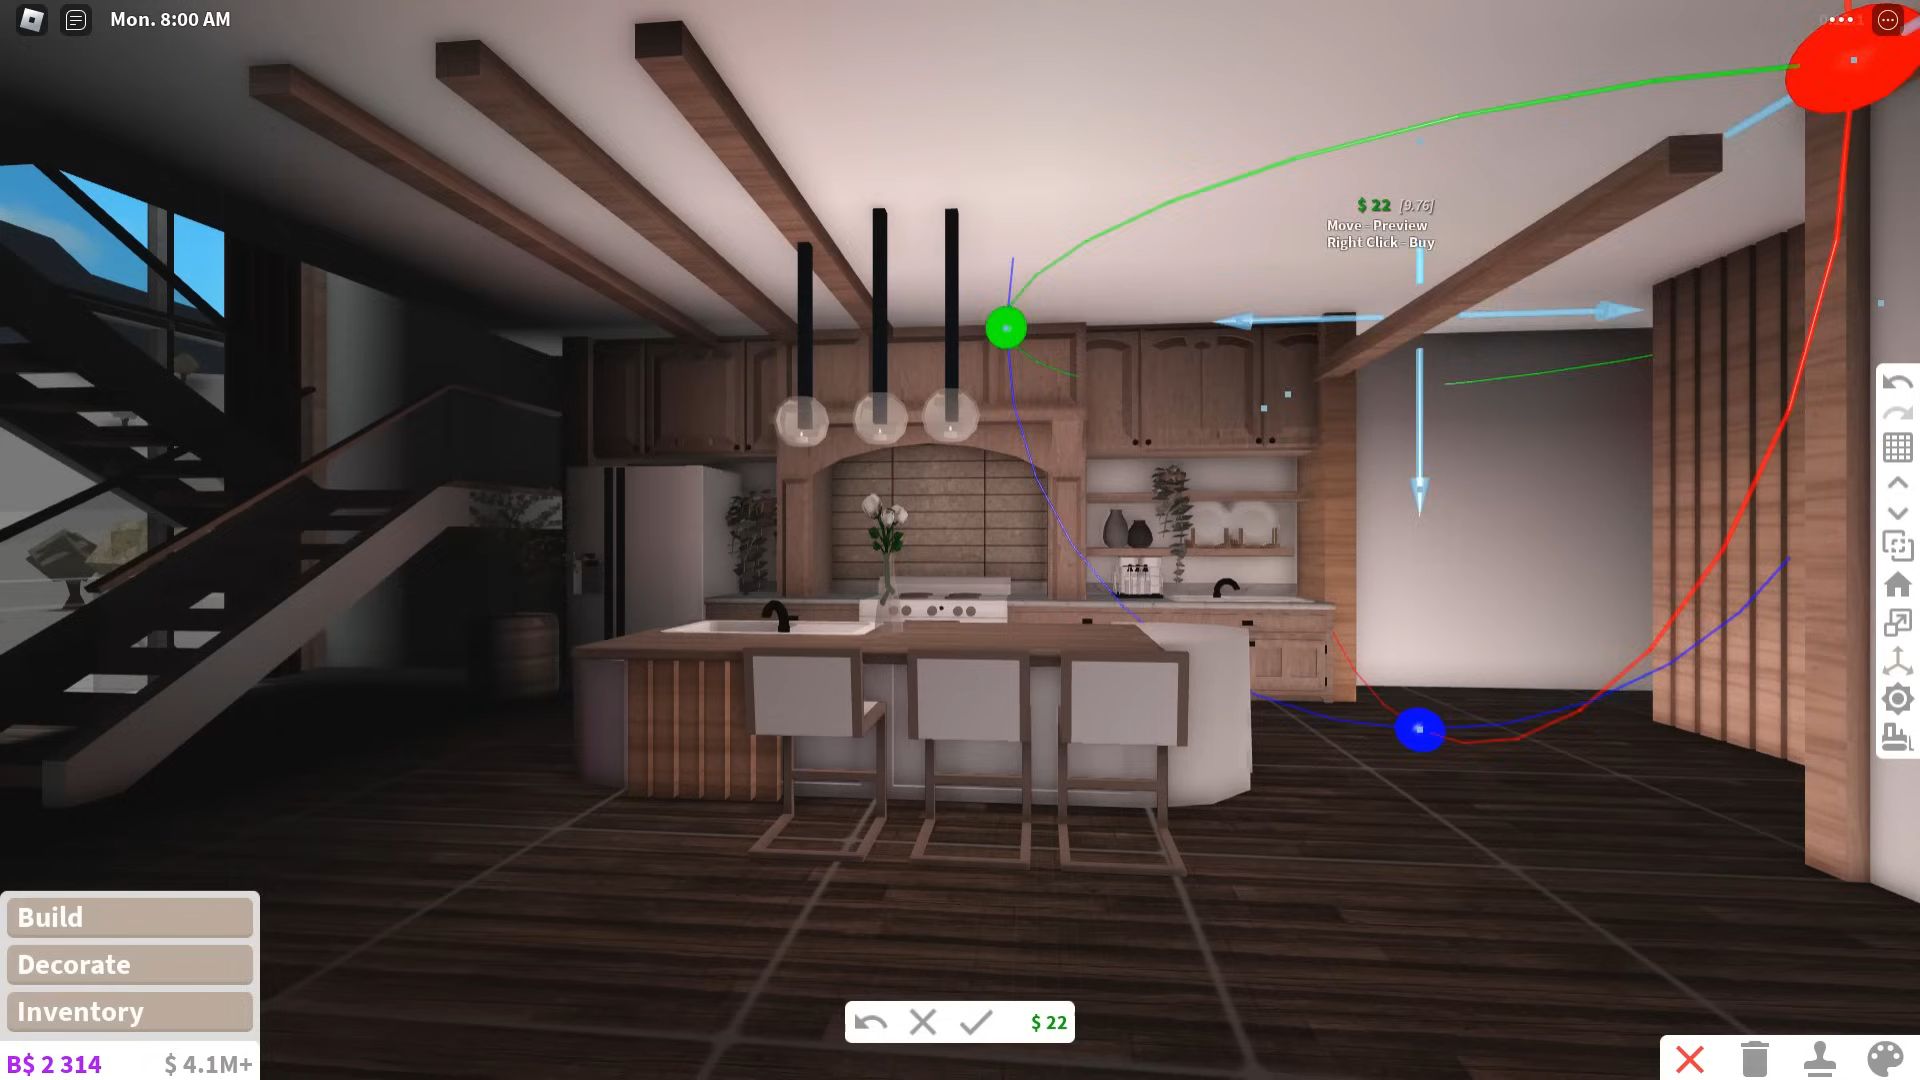 Mon. 8:00 AM
$ 22 [9.76]
Move - Preview
Right Click - Buy
Build
Decorate
Inventory
B$ 2 314 $ 4.1M+
$ 22